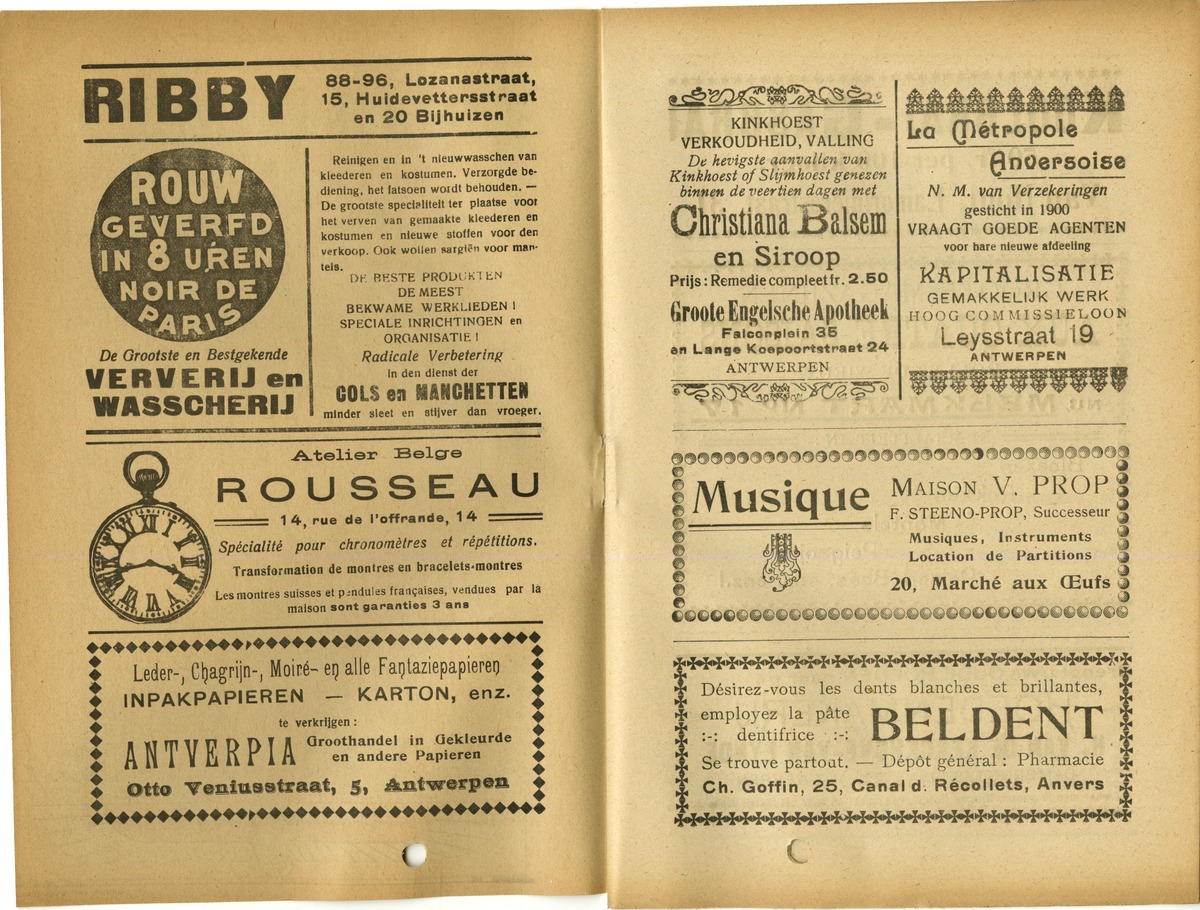 RIBBY
88-96, Lozanastraat,
15, Huidevettersstraat
en 20 Bijhuizen
ROUW
GEVERFD
IN 8 UREN
NOIR DE
PARIS
De Grootste en Bestgekende
VERVERIJ en
WASSCHERIJ
Reinigen en in 't nieuwwasschen van
kleederen en kostumen. Verzorgde be-
diening, het fatsoen wordt behouden. —
De grootste specialiteit ter plaatse voor
het verven van gemaakte kleederen en
kostumen en nieuwe stoffen voor den
verkoop. Ook wollen sargiën voor man-
tels.
DE BESTE PRODUKTEN
DE MEEST
BEKWAME WERKLIEDEN !
SPECIALE INRICHTINGEN en
ORGANISATIE !
Radicale Verbetering
in den dienst der
COLS en MANCHETTEN
minder sleet en stijver dan vroeger.
Atelier Belge
ROUSSEAU
14, rue de l'offrande, 14
Spécialité pour chronomètres et répétitions.
Transformation de montres en bracelets-montres
Les montres suisses et pendules françaises, vendues par la
maison sont garanties 3 ans
Leder-, Chagrijn-, Moiré- en alle Fantaziepapieren
INPAKPAPIEREN — KARTON, enz.
te verkrijgen :
ANTVERPIA Groothandel in Gekleurde
en andere Papieren
Otto Veniusstraat, 5, Antwerpen
KINKHOEST
VERKOUDHEID, VALLING
De hevigste aanvallen van
Kinkhoest of Slijmhoest genezen
binnen de veertien dagen met
Christiana Balsem
en Siroop
Prijs : Remedie compleet fr. 2.50
Groote Engelsche Apotheek
Falconplein 35
en Lange Koepoortstraat 24
ANTWERPEN
La Métropole
Anversoise
N. M. van Verzekeringen
gesticht in 1900
VRAAGT GOEDE AGENTEN
voor hare nieuwe afdeeling
KAPITALISATIE
GEMAKKELIJK WERK
HOOG COMMISSIELOON
Leysstraat 19
ANTWERPEN
Musique
MAISON V. PROP
F. STEENO-PROP, Successeur
Musiques, Instruments
Location de Partitions
20, Marché aux Œufs
Désirez-vous les dents blanches et brillantes,
employez la pâte
:-: dentifrice :-:
BELDENT
Se trouve partout. — Dépôt général : Pharmacie
Ch. Goffin, 25, Canal d. Récollets, Anvers